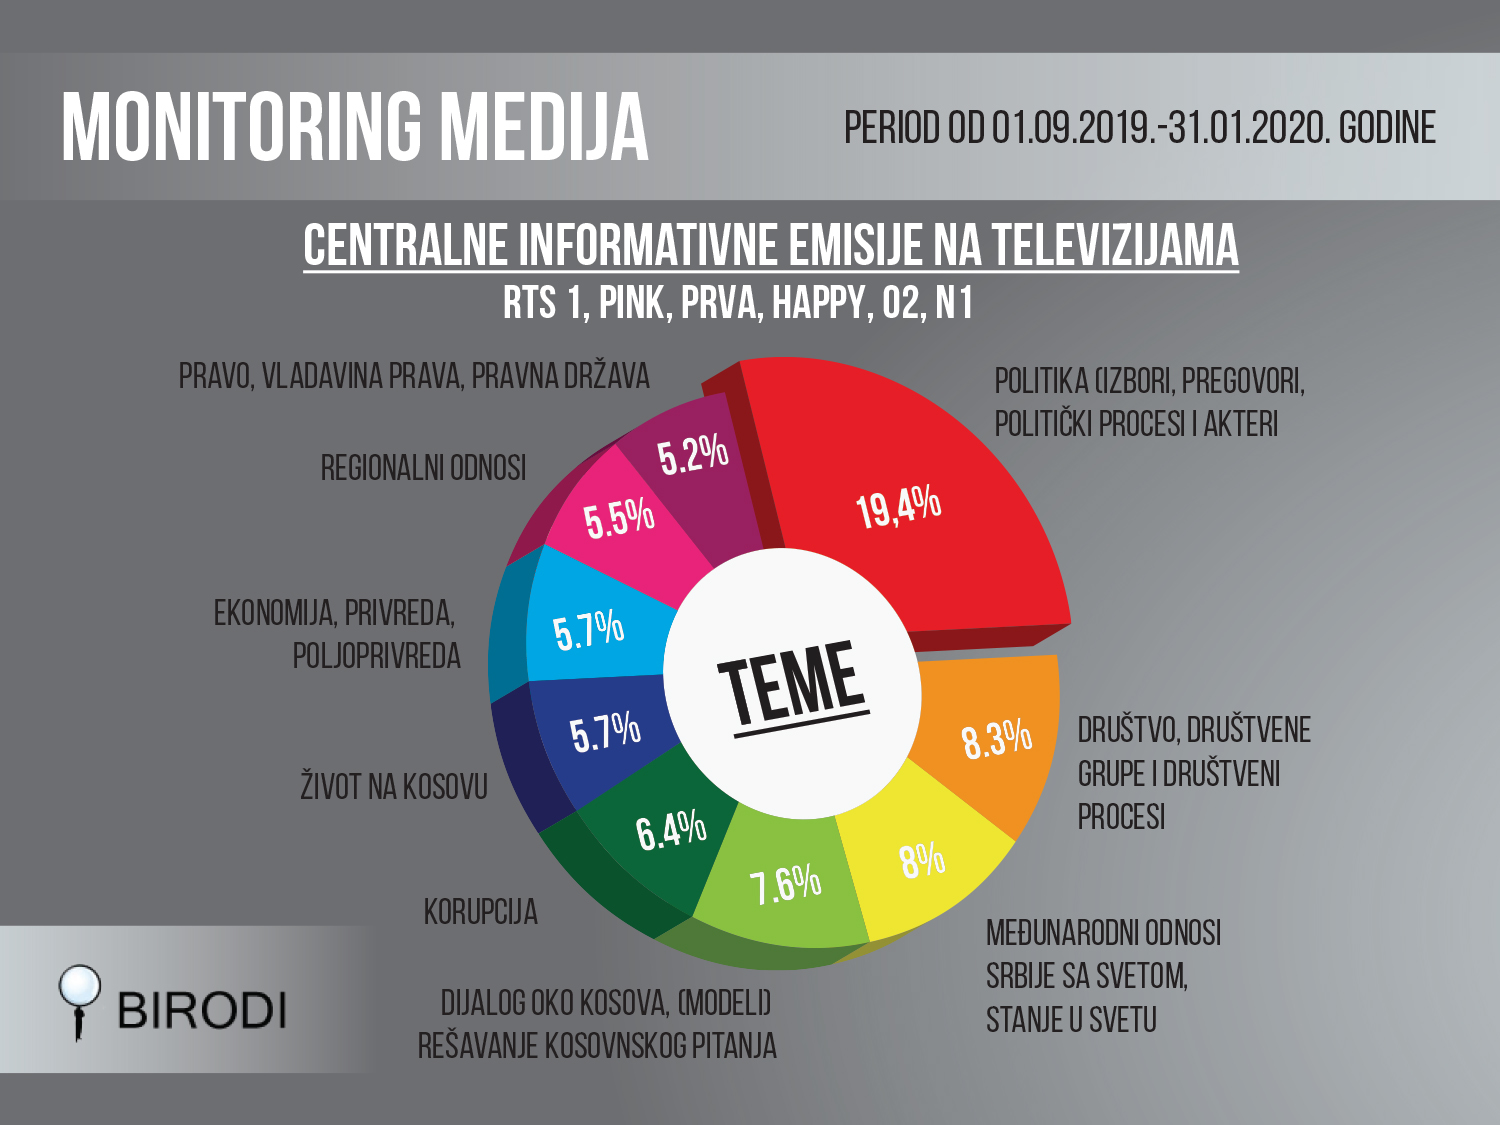 MONITORING MEDIJA
PERIOD OD 01.09.2019.-31.01.2020. GODINE
CENTRALNE INFORMATIVNE EMISIJE NA TELEVIZIJAMA
RTS 1, PINK, PRVA, HAPPY, O2, N1
PRAVO, VLADAVINA PRAVA, PRAVNA DRŽAVA
5.2%
POLITIKA (IZBORI, PREGOVORI,
POLITIČKI PROCESI I AKTERI
19,4%
REGIONALNI ODNOSI
5.5%
EKONOMIJA, PRIVREDA,
POLJOPRIVREDA
5.7%
TEME
ŽIVOT NA KOSOVU
5.7%
8.3%
DRUŠTVO, DRUŠTVENE
GRUPE I DRUŠTVENI
PROCESI
KORUPCIJA
6.4%
7.6%
8%
MEĐUNARODNI ODNOSI
SRBIJE SA SVETOM,
STANJE U SVETU
DIJALOG OKO KOSOVA, (MODELI)
REŠAVANJE KOSOVNSKOG PITANJA
BIRODI